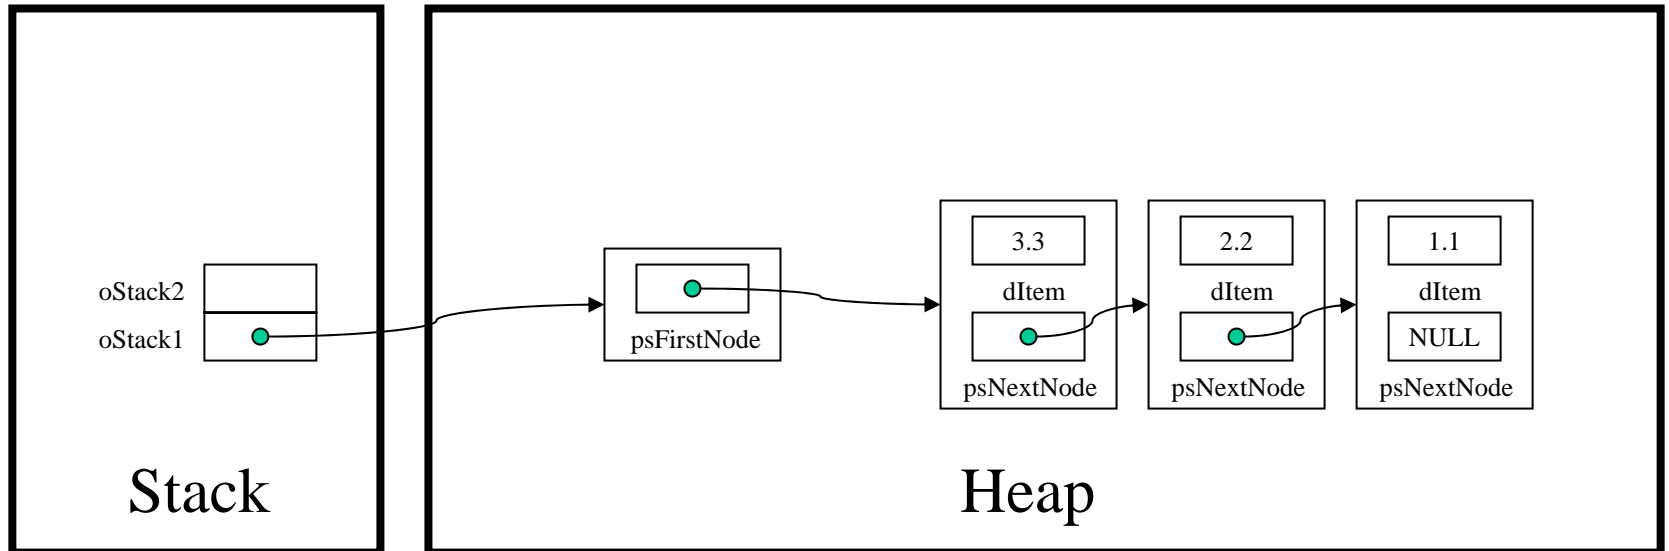 oStack2
oStack1
Stack
psFirstNode
3.3
dItem
psNextNode
2.2
dItem
psNextNode
1.1
dItem
NULL
psNextNode
Heap